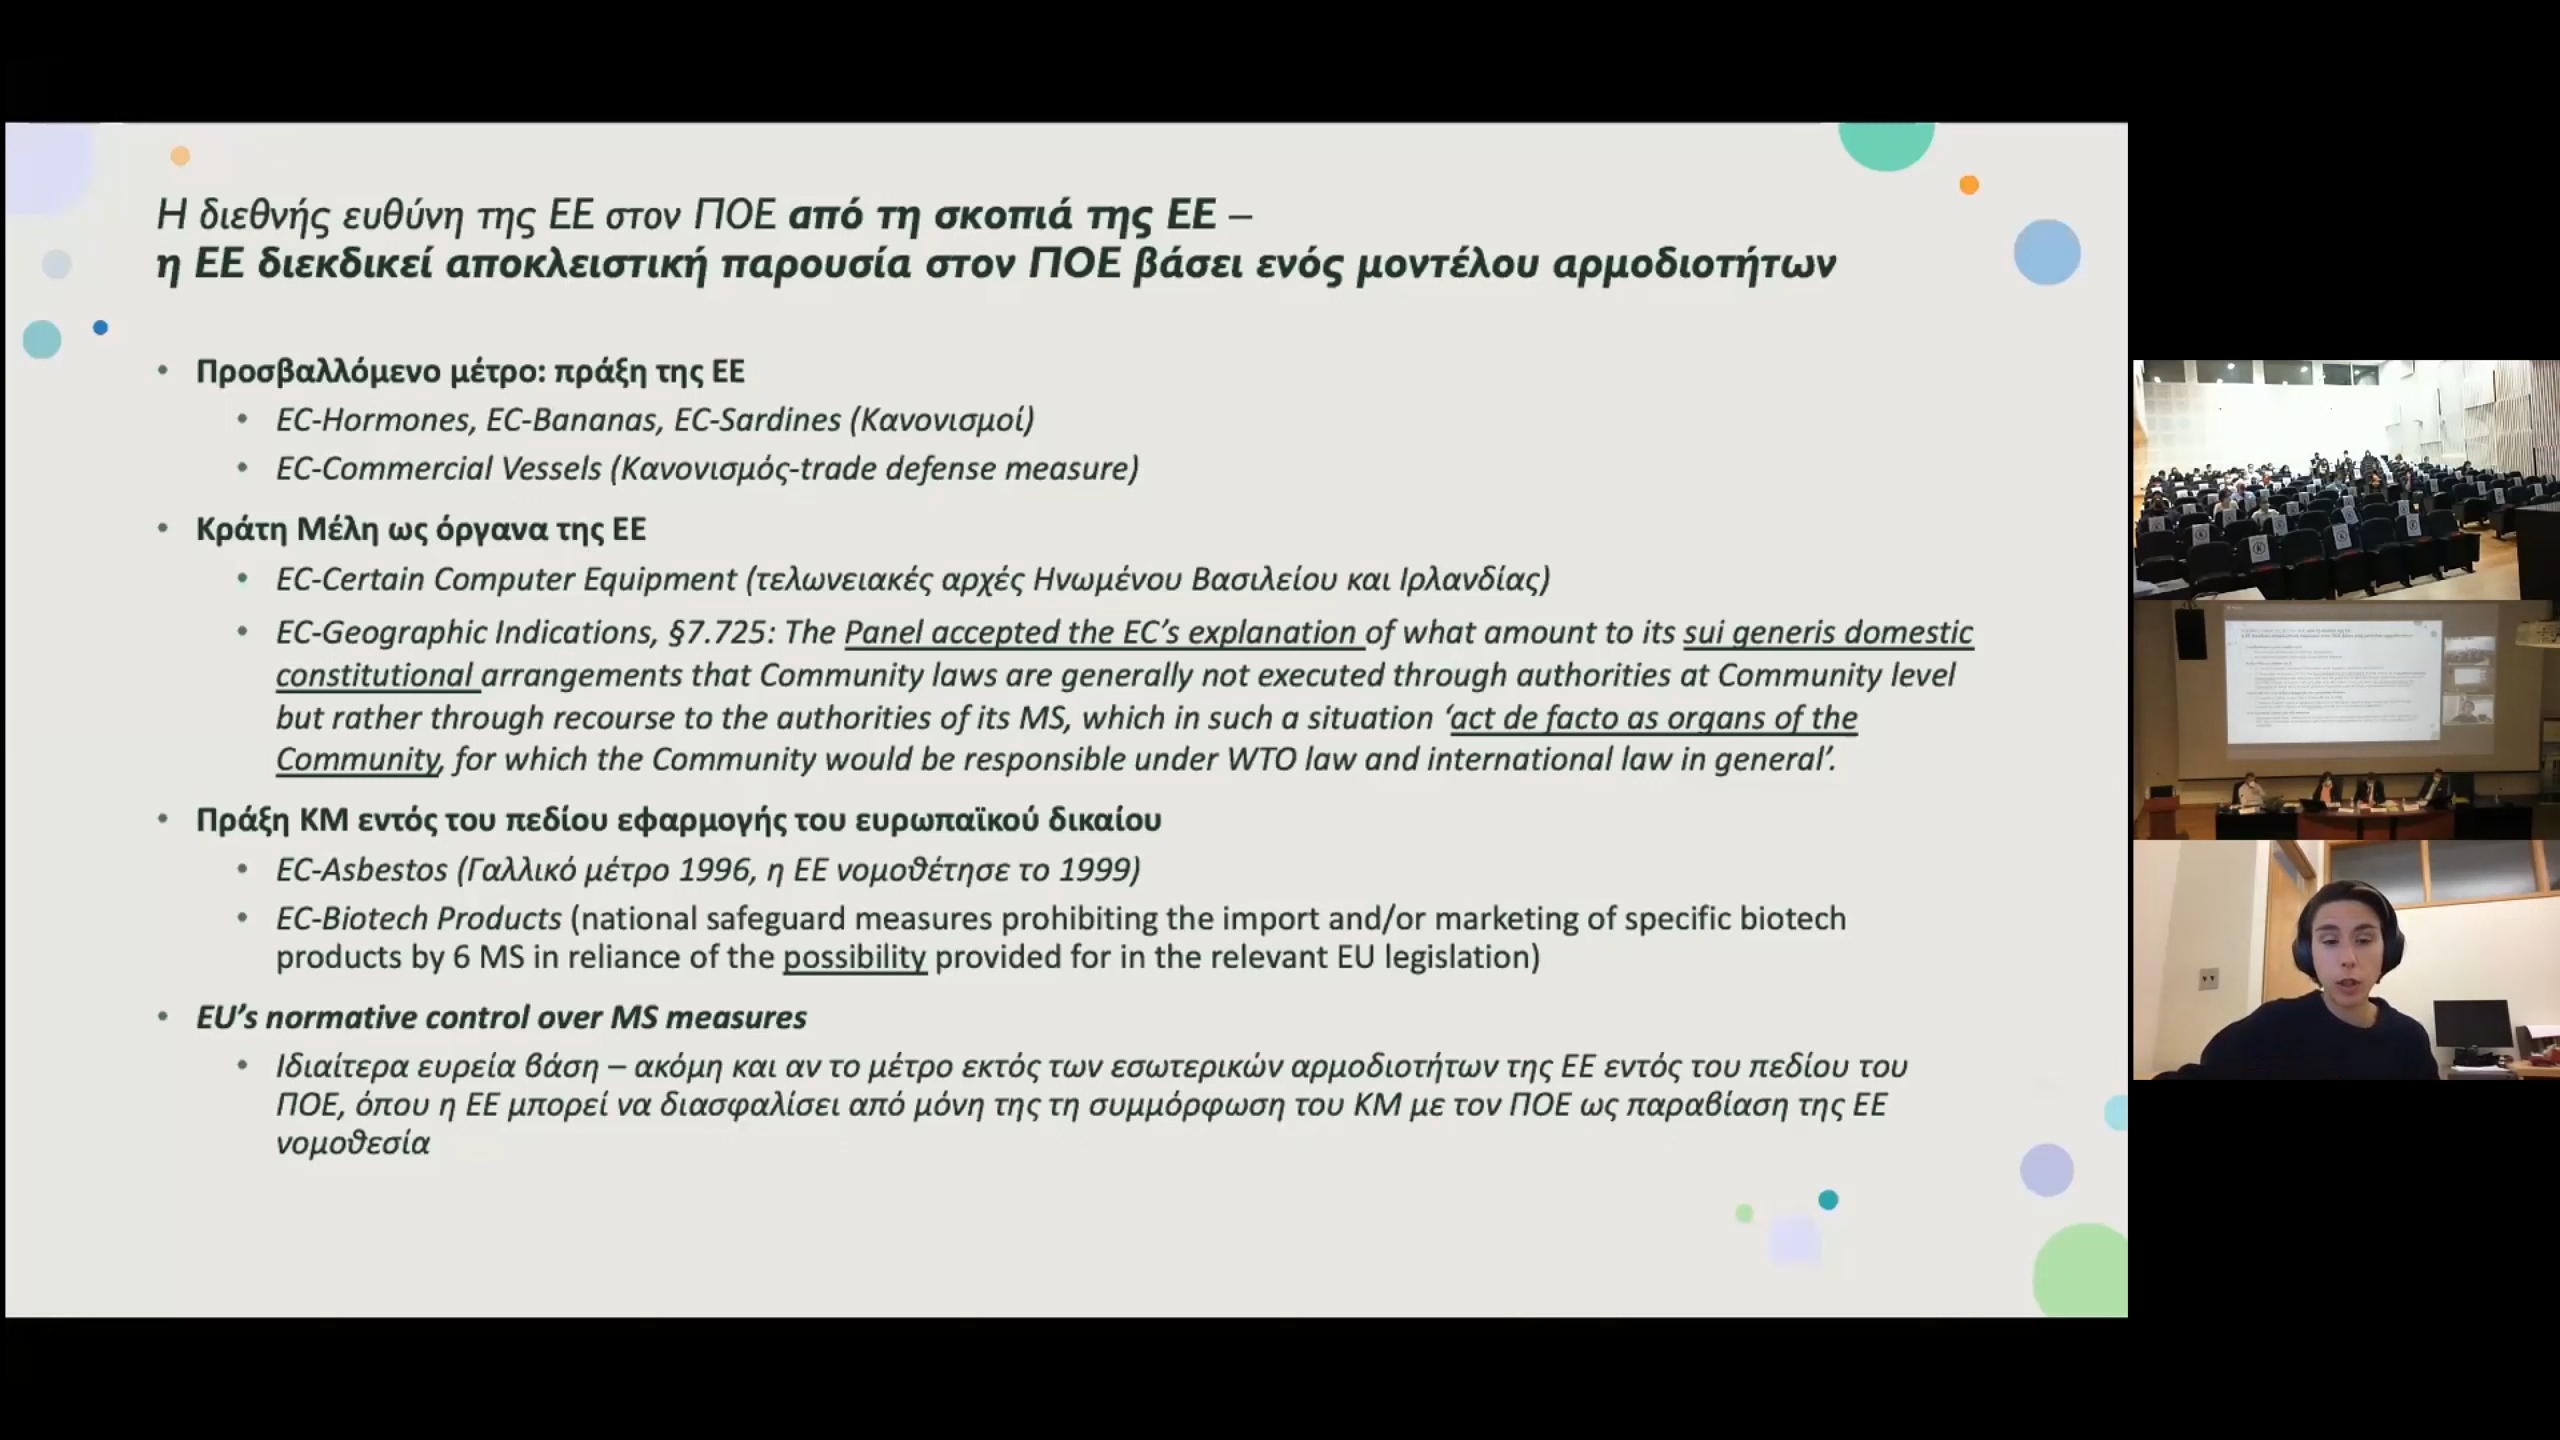 Η διεθνής ευθύνη της ΕΕ στον ΠΟΕ από τη σκοπιά της ΕΕ –
η ΕΕ διεκδικεί αποκλειστική παρουσία στον ΠΟΕ βάσει ενός μοντέλου αρμοδιοτήτων
• Προσβαλλόμενο μέτρο: πράξη της ΕΕ
• EC-Hormones, EC-Bananas, EC-Sardines (Κανονισμοί)
• EC-Commercial Vessels (Κανονισμός-trade defense measure)
• Κράτη Μέλη ως όργανα της ΕΕ
• EC-Certain Computer Equipment (τελωνειακές αρχές Ηνωμένου Βασιλείου και Ιρλανδίας)
• EC-Geographic Indications, §7.725: The Panel accepted the EC’s explanation of what amount to its sui generis domestic
constitutional arrangements that Community laws are generally not executed through authorities at Community level
but rather through recourse to the authorities of its MS, which in such a situation ‘act de facto as organs of the
Community, for which the Community would be responsible under WTO law and international law in general’.
• Πράξη ΚΜ εντός του πεδίου εφαρμογής του ευρωπαϊκού δικαίου
• EC-Asbestos (Γαλλικό μέτρο 1996, η ΕΕ νομοθέτησε το 1999)
• EC-Biotech Products (national safeguard measures prohibiting the import and/or marketing of specific biotech
products by 6 MS in reliance of the possibility provided for in the relevant EU legislation)
• EU’s normative control over MS measures
• Ιδιαίτερα ευρεία βάση – ακόμη και αν το μέτρο εκτός των εσωτερικών αρμοδιοτήτων της ΕΕ εντός του πεδίου του
ΠΟΕ, όπου η ΕΕ μπορεί να διασφαλίσει από μόνη της τη συμμόρφωση του ΚΜ με τον ΠΟΕ ως παραβίαση της ΕΕ
νομοθεσία